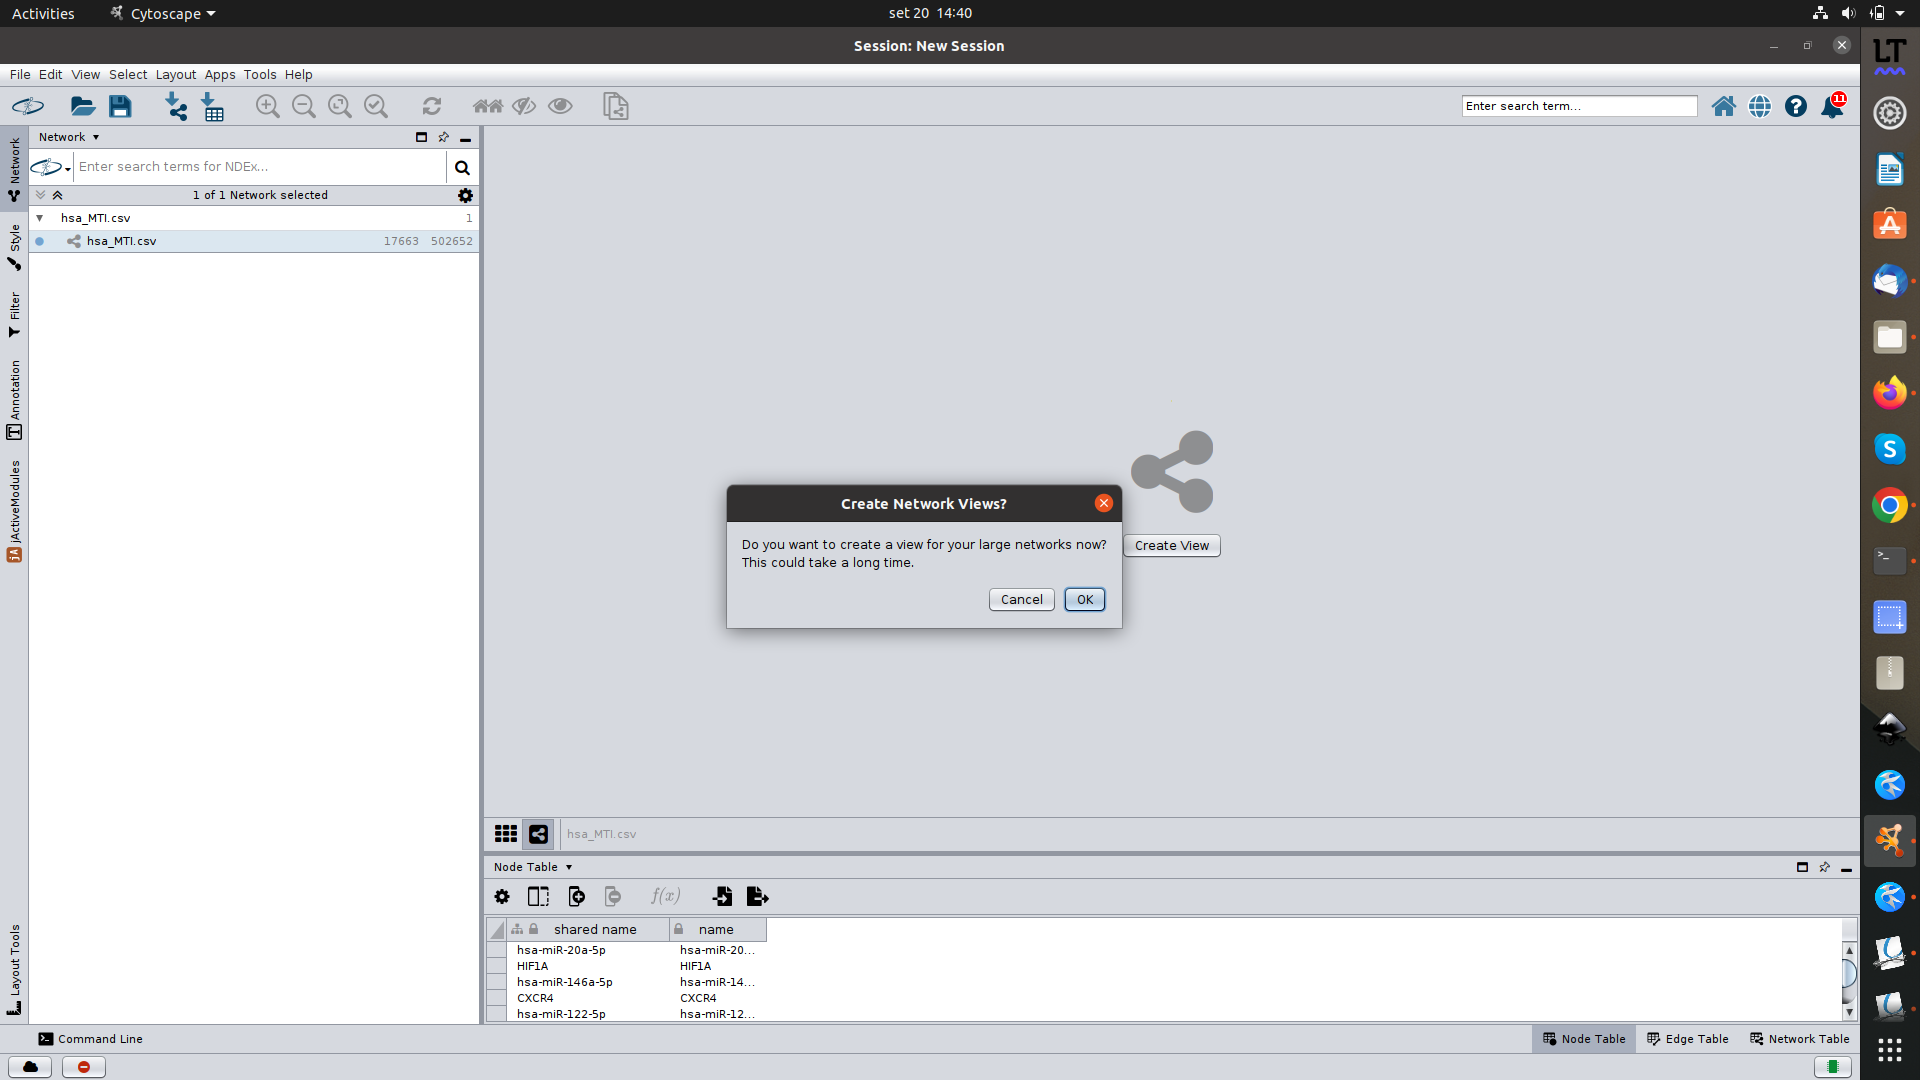 Activities Cytoscape set 20 14:40
Session: New Session
File Edit View Select Layout Apps Tools Help
Enter search term... 11
Network
Enter search terms for NDEx...
1 of 1 Network selected
hsa_MTI.csv 1
hsa_MTI.csv 17663 502652
Network
Style
Filter
T Annotation
jA jActiveModules
Layout Tools
Create Network Views?
Do you want to create a view for your large networks now?
This could take a long time.
Cancel OK
Create View
hsa_MTI.csv
Node Table
f(x)
shared name name
hsa-miR-20a-5p hsa-miR-20...
HIF1A HIF1A
hsa-miR-146a-5p hsa-miR-14...
CXCR4 CXCR4
hsa-miR-122-5p hsa-miR-12...
Command Line Node Table Edge Table Network Table
LT